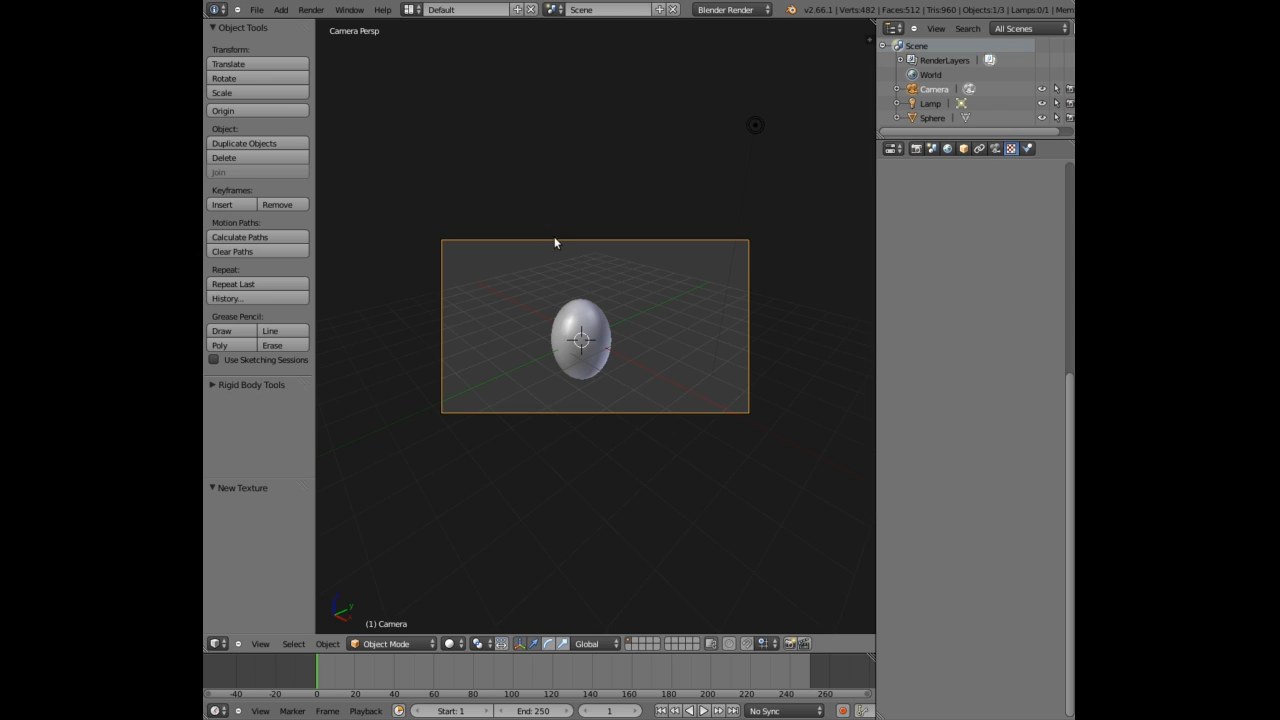 File Add Render Window Help Default Scene Blender Render v2.66.1 | Verts:482 | Faces:512 | Tris:960 | Objects:1/3 | Lamps:0/1 | Mem
Object Tools
Transform:
Translate
Rotate
Scale
Origin
Object:
Duplicate Objects
Delete
Join
Keyframes:
Insert Remove
Motion Paths:
Calculate Paths
Clear Paths
Repeat:
Repeat Last
History...
Grease Pencil:
Draw Line
Poly Erase
Use Sketching Sessions
Rigid Body Tools
New Texture
Camera Persp
z
y
x
(1) Camera
View Select Object Object Mode Global
-40 -20 0 20 40 60 80 100 120 140 160 180 200 220 240 260
View Marker Frame Playback Start: 1 End: 250 1 No Sync
View Search All Scenes
Scene
RenderLayers
World
Camera
Lamp
Sphere